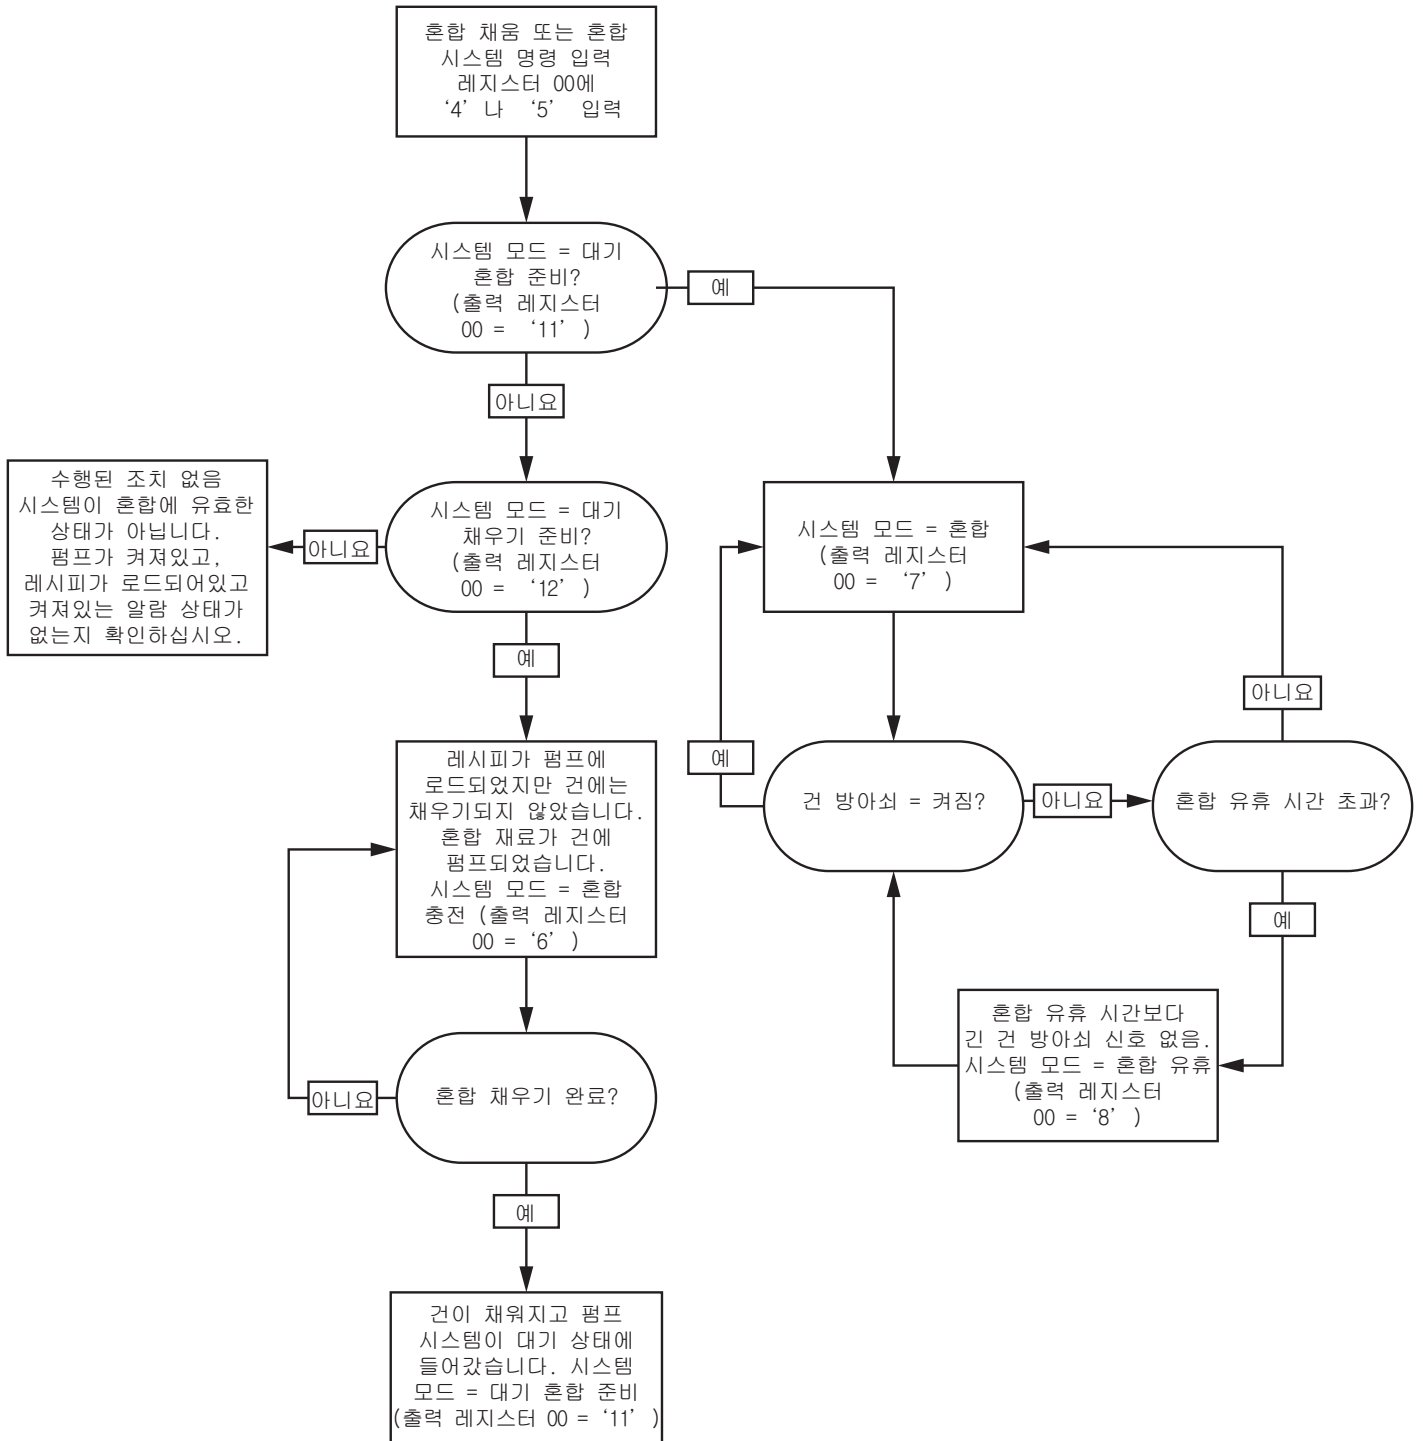 혼합 채움 또는 혼합
시스템 명령 입력
레지스터 00에
‘4’나 ‘5’ 입력
시스템 모드 = 대기
혼합 준비?
(출력 레지스터
00 = ‘11’)
예
아니요
시스템 모드 = 대기
채우기 준비?
(출력 레지스터
00 = ‘12’)
아니요
수행된 조치 없음
시스템이 혼합에 유효한
상태가 아닙니다.
펌프가 켜져있고,
레시피가 로드되어있고
켜져있는 알람 상태가
없는지 확인하십시오.
예
레시피가 펌프에
로드되었지만 건에는
채우기되지 않았습니다.
혼합 재료가 건에
펌프되었습니다.
시스템 모드 = 혼합
충전 (출력 레지스터
00 = ‘6’)
혼합 채우기 완료?
아니요
예
건이 채워지고 펌프
시스템이 대기 상태에
들어갔습니다. 시스템
모드 = 대기 혼합 준비
(출력 레지스터 00 = ‘11’)
시스템 모드 = 혼합
(출력 레지스터
00 = ‘7’)
예
건 방아쇠 = 켜짐?
아니요
혼합 유휴 시간 초과?
아니요
예
혼합 유휴 시간보다
긴 건 방아쇠 신호 없음.
시스템 모드 = 혼합 유휴
(출력 레지스터
00 = ‘8’)